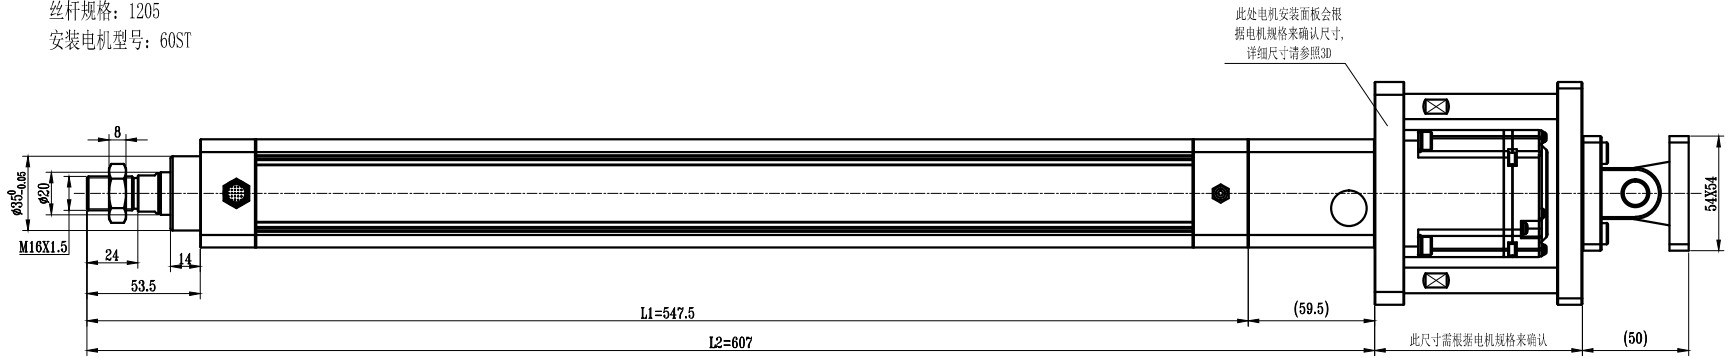 丝杆规格：1205
安装电机型号：60ST
此处电机安装面板会根
据电机规格来确认尺寸,
详细尺寸请参照3D
8
ø35 0 -0.05
ø20
M16X1.5
24
14
53.5
54X54
L1=547.5
(59.5)
L2=607
此尺寸需根据电机规格来确认
(50)